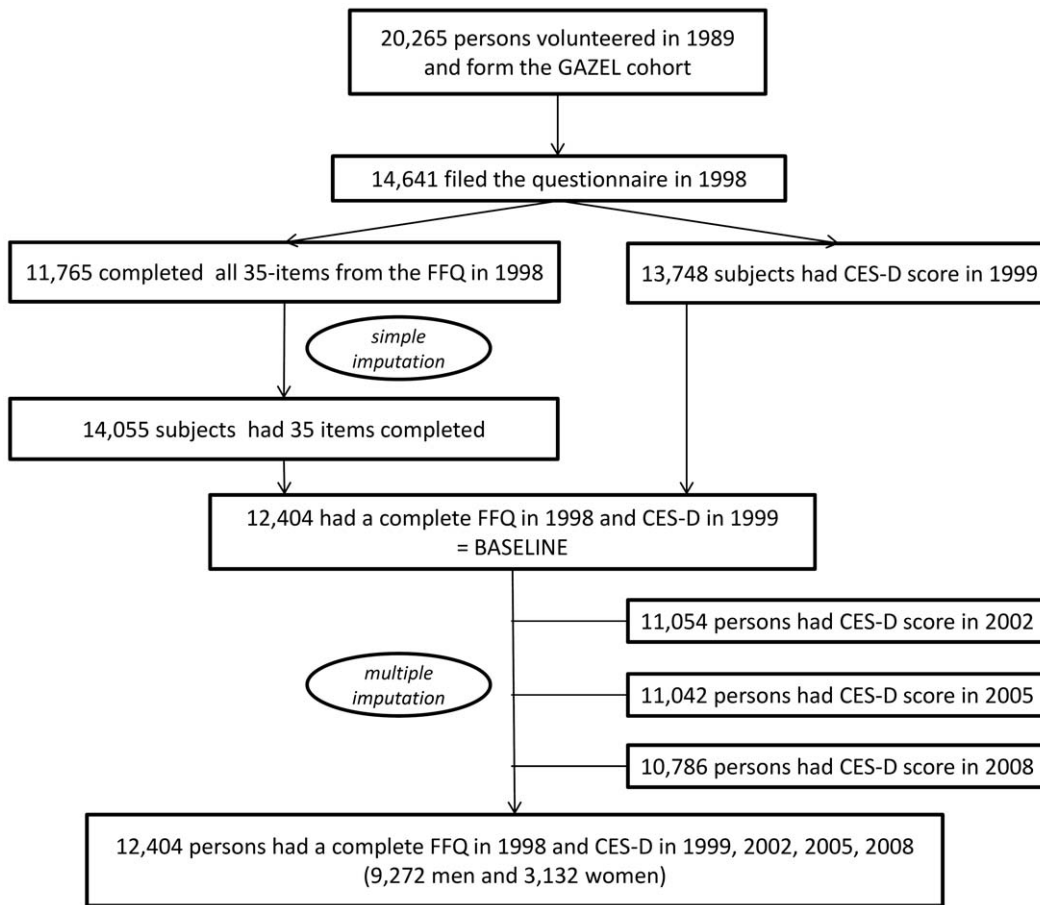 20,265 persons volunteered in 1989
and form the GAZEL cohort
14,641 filed the questionnaire in 1998
11,765 completed all 35-items from the FFQ in 1998
13,748 subjects had CES-D score in 1999
simple
imputation
14,055 subjects had 35 items completed
12,404 had a complete FFQ in 1998 and CES-D in 1999
= BASELINE
11,054 persons had CES-D score in 2002
multiple
imputation
11,042 persons had CES-D score in 2005
10,786 persons had CES-D score in 2008
12,404 persons had a complete FFQ in 1998 and CES-D in 1999, 2002, 2005, 2008
(9,272 men and 3,132 women)